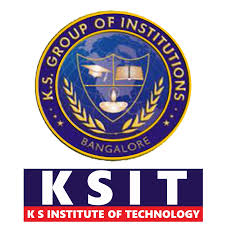 K.S. GROUP OF INSTITUTIONS
BANGALORE
KSIT
K S INSTITUTE OF TECHNOLOGY